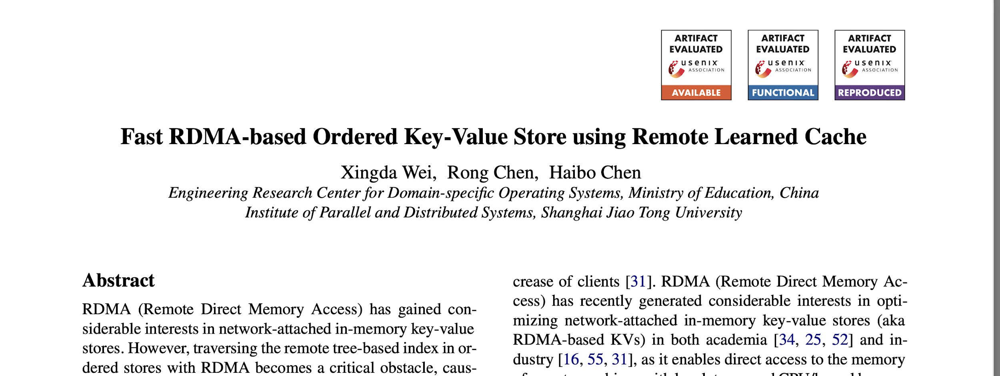 ARTIFACT
EVALUATED
usenix
ASSOCIATION
AVAILABLE
ARTIFACT
EVALUATED
usenix
ASSOCIATION
FUNCTIONAL
ARTIFACT
EVALUATED
usenix
ASSOCIATION
REPRODUCED
Fast RDMA-based Ordered Key-Value Store using Remote Learned Cache
Xingda Wei, Rong Chen, Haibo Chen
Engineering Research Center for Domain-specific Operating Systems, Ministry of Education, China
Institute of Parallel and Distributed Systems, Shanghai Jiao Tong University
Abstract
RDMA (Remote Direct Memory Access) has gained con-
siderable interests in network-attached in-memory key-value
stores. However, traversing the remote tree-based index in or-
dered stores with RDMA becomes a critical obstacle, caus-
crease of clients [31]. RDMA (Remote Direct Memory Ac-
cess) has recently generated considerable interests in opti-
mizing network-attached in-memory key-value stores (aka
RDMA-based KVs) in both academia [34, 25, 52] and in-
dustry [16, 55, 31], as it enables direct access to the memory